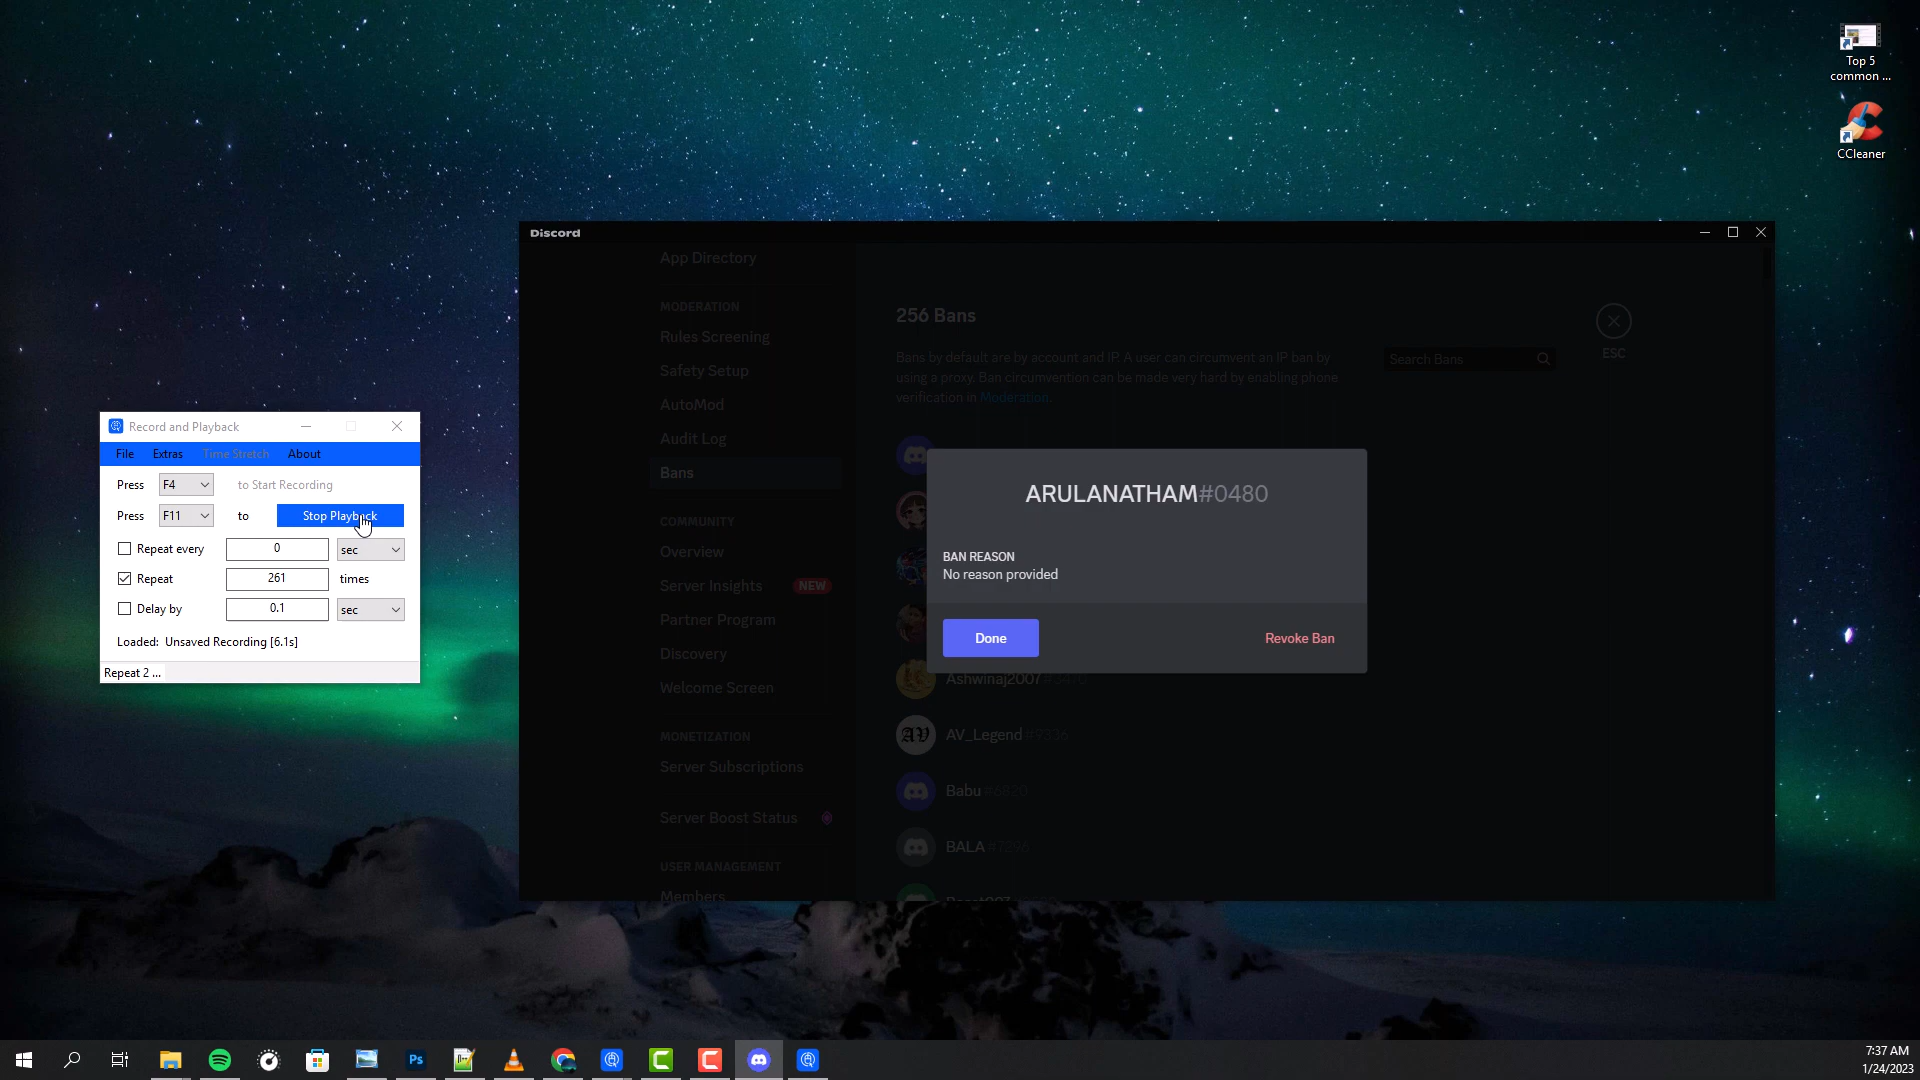 Top 5
common ...
CCleaner
Discord
App Directory
MODERATION
Rules Screening
Safety Setup
AutoMod
Audit Log
Bans
COMMUNITY
Overview
Server Insights NEW
Partner Program
Discovery
Welcome Screen
MONETIZATION
Server Subscriptions
Server Boost Status
USER MANAGEMENT
Members
256 Bans
Bans by default are by account and IP. A user can circumvent an IP ban by
using a proxy. Ban circumvention can be made very hard by enabling phone
verification in Moderation.
Search Bans
ESC
ARULANATHAM#0480
BAN REASON
No reason provided
Done
Revoke Ban
Ashwinaj2007
AV_Legend #9336
Babu #6820
BALA #7296
Record and Playback
File Extras Time Stretch About
Press F4 to Start Recording
Press F11 to Stop Playback
Repeat every 0 sec
Repeat 261 times
Delay by 0.1 sec
Loaded: Unsaved Recording [6.1s]
Repeat 2 ...
Ps
7:37 AM
1/24/2023